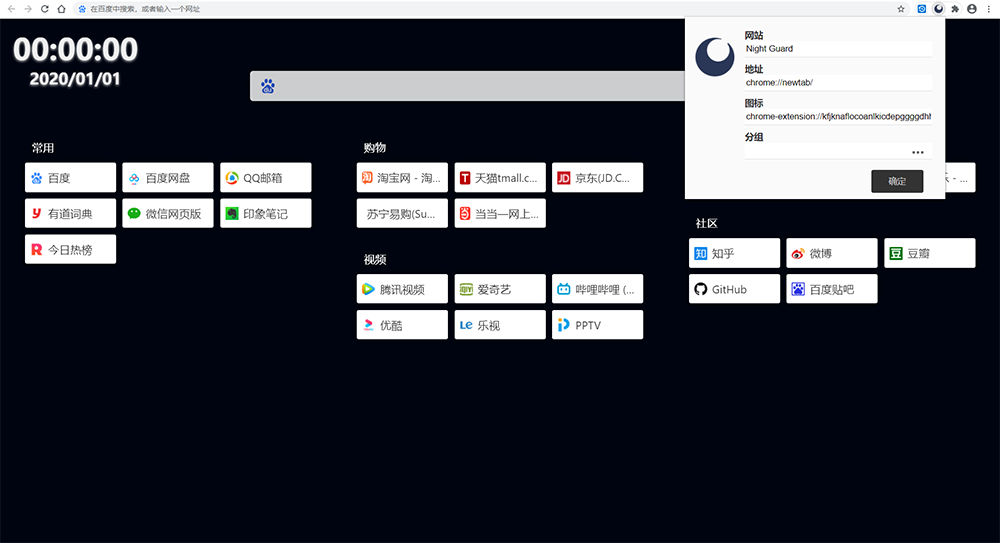 在百度中搜索，或者输入一个网址
00:00:00
2020/01/01
网站
Night Guard
地址
chrome://newtab/
图标
chrome-extension://kfjknaflocoanlkicdepggggdhh
分组
确定
常用
百度
百度网盘
QQ邮箱
有道词典
微信网页版
印象笔记
今日热榜
购物
淘宝网 - 淘...
天猫tmall.c...
京东(JD.C...
苏宁易购(Su...
当当—网上...
视频
腾讯视频
爱奇艺
哔哩哔哩 (...
优酷
乐视
PPTV
社区
知乎
微博
豆瓣
GitHub
百度贴吧